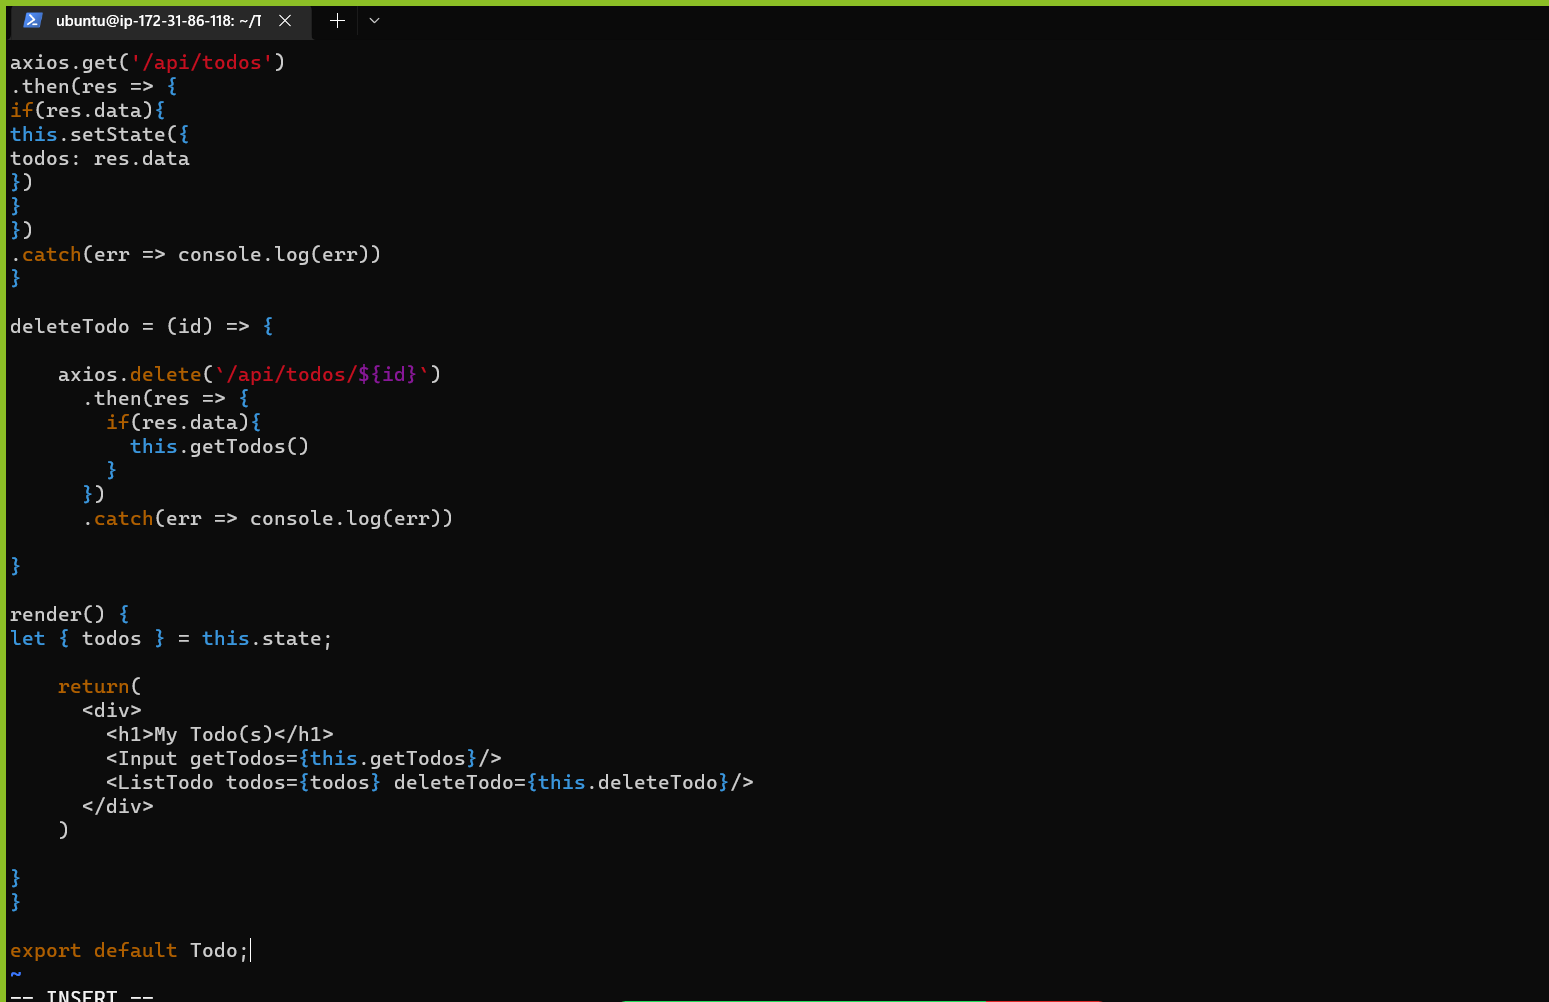 ubuntu@ip-172-31-86-118: ~/T
axios.get('/api/todos')
.then(res => {
if(res.data){
this.setState({
todos: res.data
})
}
})
.catch(err => console.log(err))
}
deleteTodo = (id) => {
axios.delete(`/api/todos/${id}`)
.then(res => {
if(res.data){
this.getTodos()
}
})
.catch(err => console.log(err))
}
render() {
let { todos } = this.state;
return(
<div>
<h1>My Todo(s)</h1>
<Input getTodos={this.getTodos}/>
<ListTodo todos={todos} deleteTodo={this.deleteTodo}/>
</div>
)
}
}
export default Todo;
~
-- INSERT --